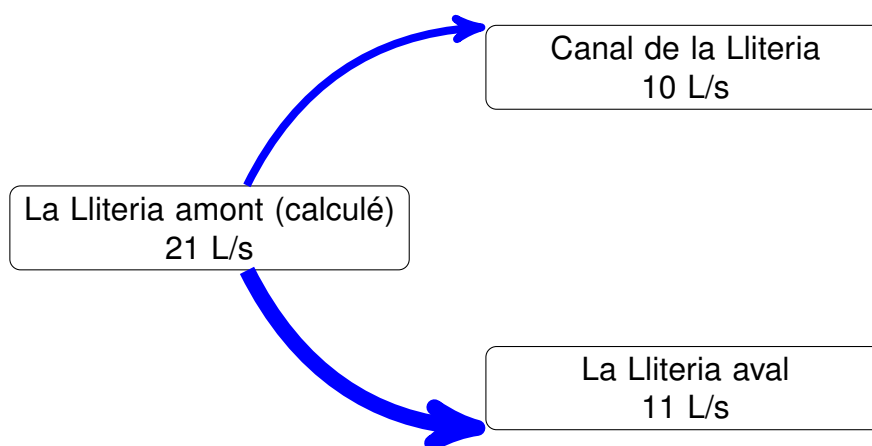 Canal de la Lliteria
10 L/s
La Lliteria amont (calculé)
21 L/s
La Lliteria aval
11 L/s